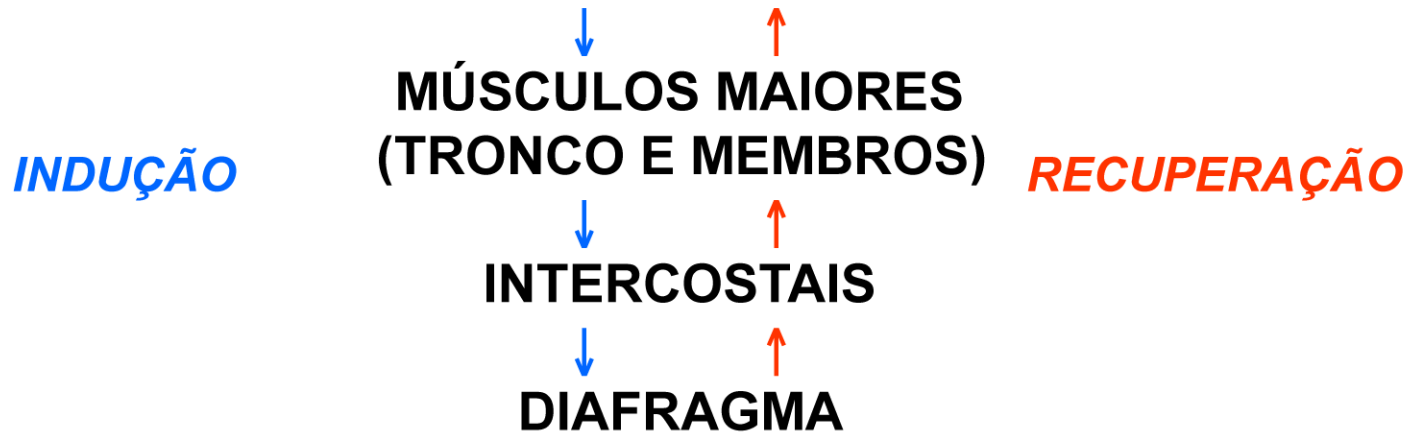 MÚSCULOS MAIORES
(TRONCO E MEMBROS)
INDUÇÃO
RECUPERAÇÃO
INTERCOSTAIS
DIAFRAGMA